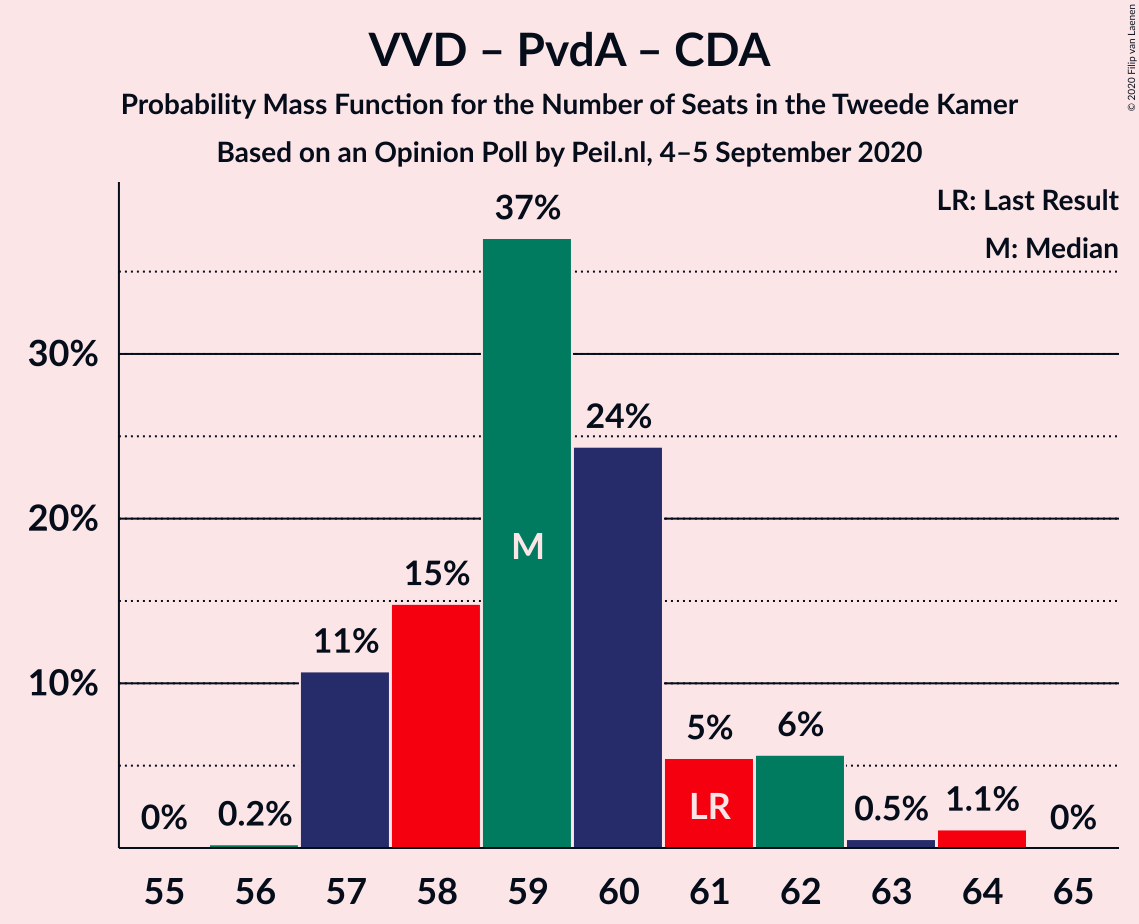 VVD – PvdA – CDA
Probability Mass Function for the Number of Seats in the Tweede Kamer
Based on an Opinion Poll by Peil.nl, 4–5 September 2020
© 2020 Filip van Laenen
LR: Last Result
M: Median
30%
20%
10%
0%
0.2%
11%
15%
37%
24%
5%
6%
0.5%
1.1%
0%
M
LR
55 56 57 58 59 60 61 62 63 64 65